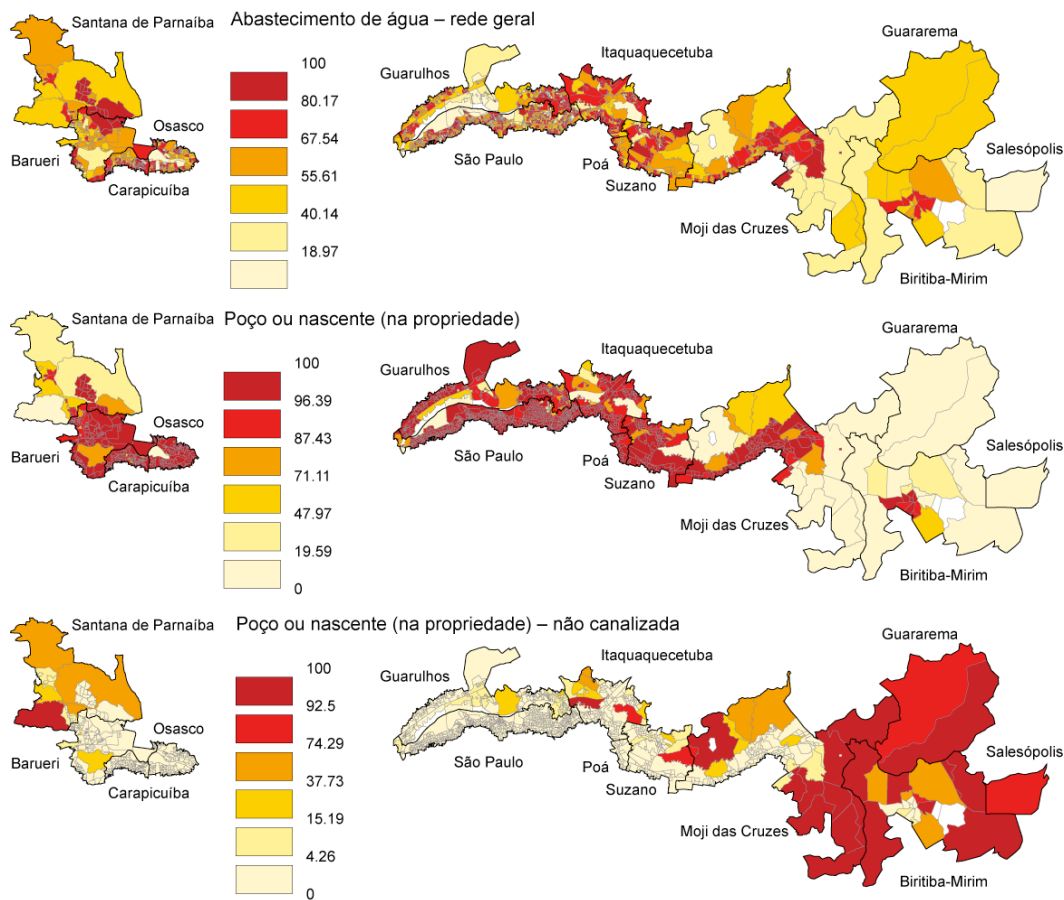 Abastecimento de água – rede geral
Santana de Parnaíba
Guararema
Itaquaquecetuba
100
Guarulhos
80.17
67.54
Osasco
55.61
São Paulo
Salesópolis
Barueri
Poá
40.14
Carapicuíba
Suzano
18.97
Moji das Cruzes
Biritiba-Mirim
Santana de Parnaíba
Poço ou nascente (na propriedade)
Guararema
Itaquaquecetuba
100
Guarulhos
96.39
87.43
Osasco
71.11
São Paulo
Salesópolis
Barueri
Poá
47.97
Carapicuíba
Suzano
19.59
Moji das Cruzes
0
Biritiba-Mirim
Poço ou nascente (na propriedade) – não canalizada
Santana de Parnaíba
Guararema
Itaquaquecetuba
100
Guarulhos
92.5
74.29
Osasco
37.73
Salesópolis
Barueri
São Paulo
Poá
15.19
Carapicuíba
Suzano
4.26
Moji das Cruzes
0
Biritiba-Mirim